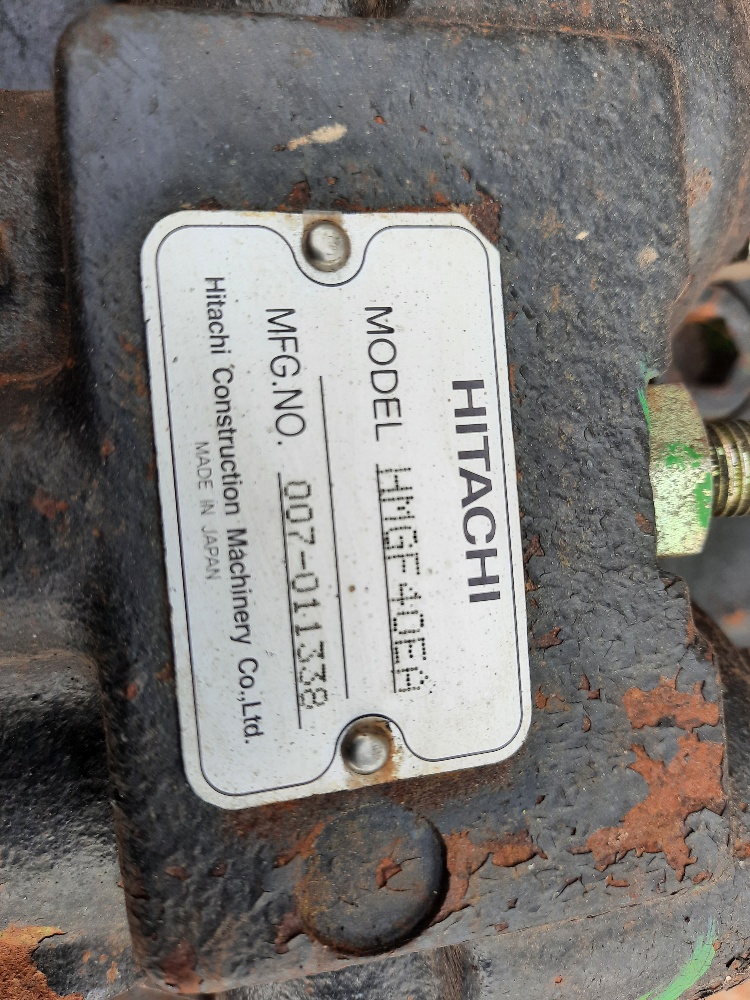 HITACHI
MODEL HMGF40EA
MFG.NO. 007-011338
Hitachi Construction Machinery Co.,Ltd.
MADE IN JAPAN